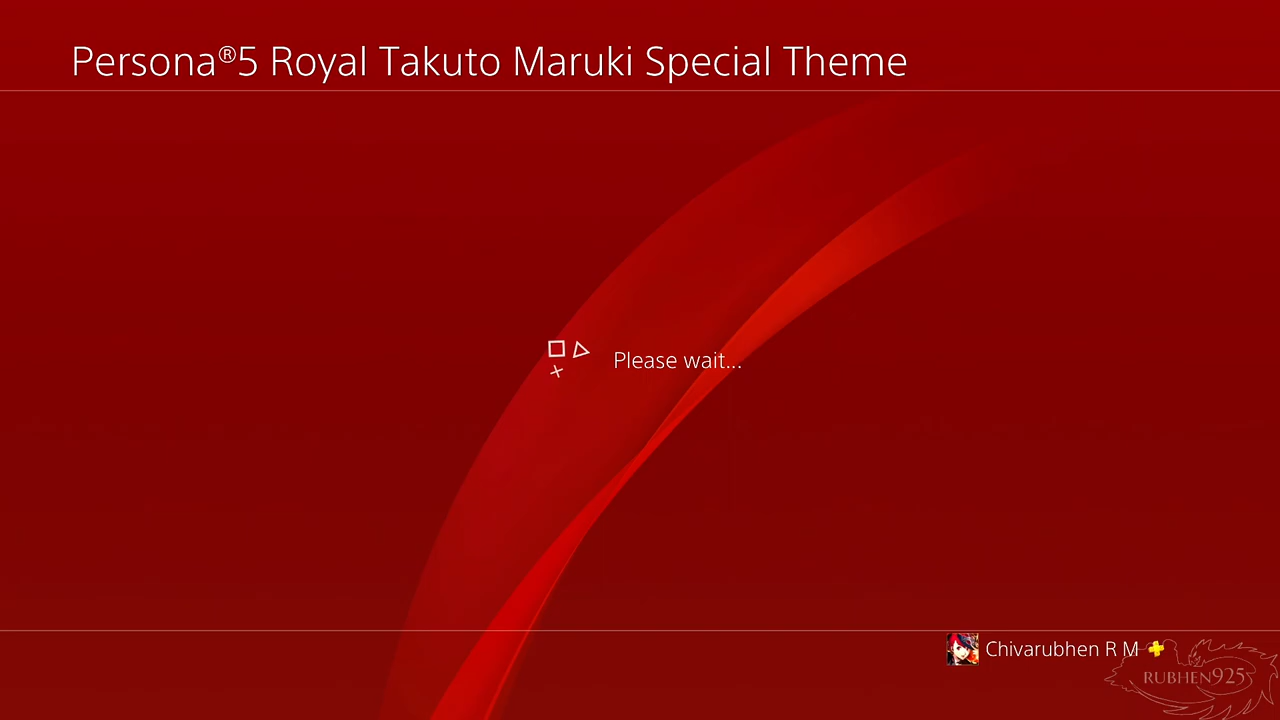 Persona®5 Royal Takuto Maruki Special Theme
Please wait...
Chivarubhen R M
RUBHEN925